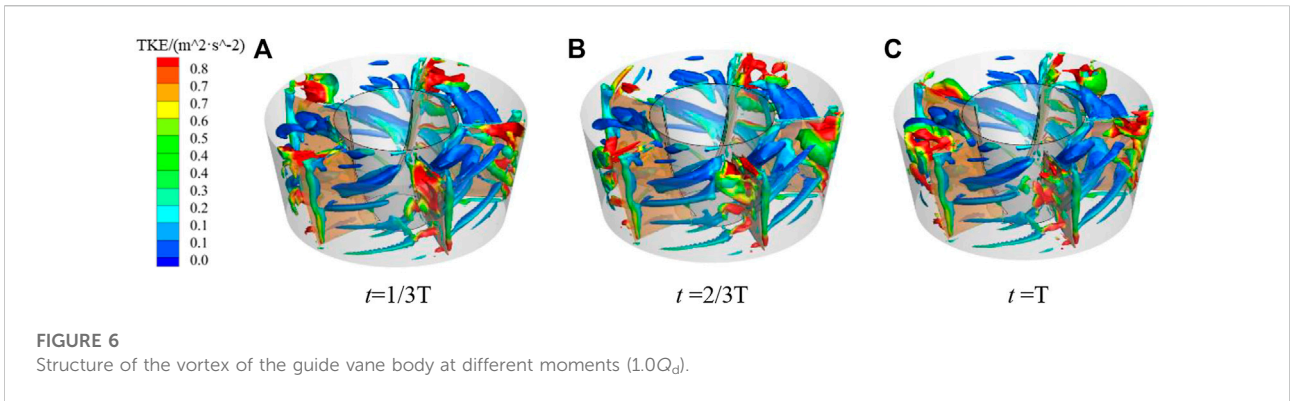 TKE/(m^2·s^-2)
A
B
C
0.8
0.7
0.7
0.6
0.5
0.4
0.4
0.3
0.2
0.1
0.1
0.0
t=1/3T
t =2/3T
t =T
FIGURE 6
Structure of the vortex of the guide vane body at different moments (1.0Qd).